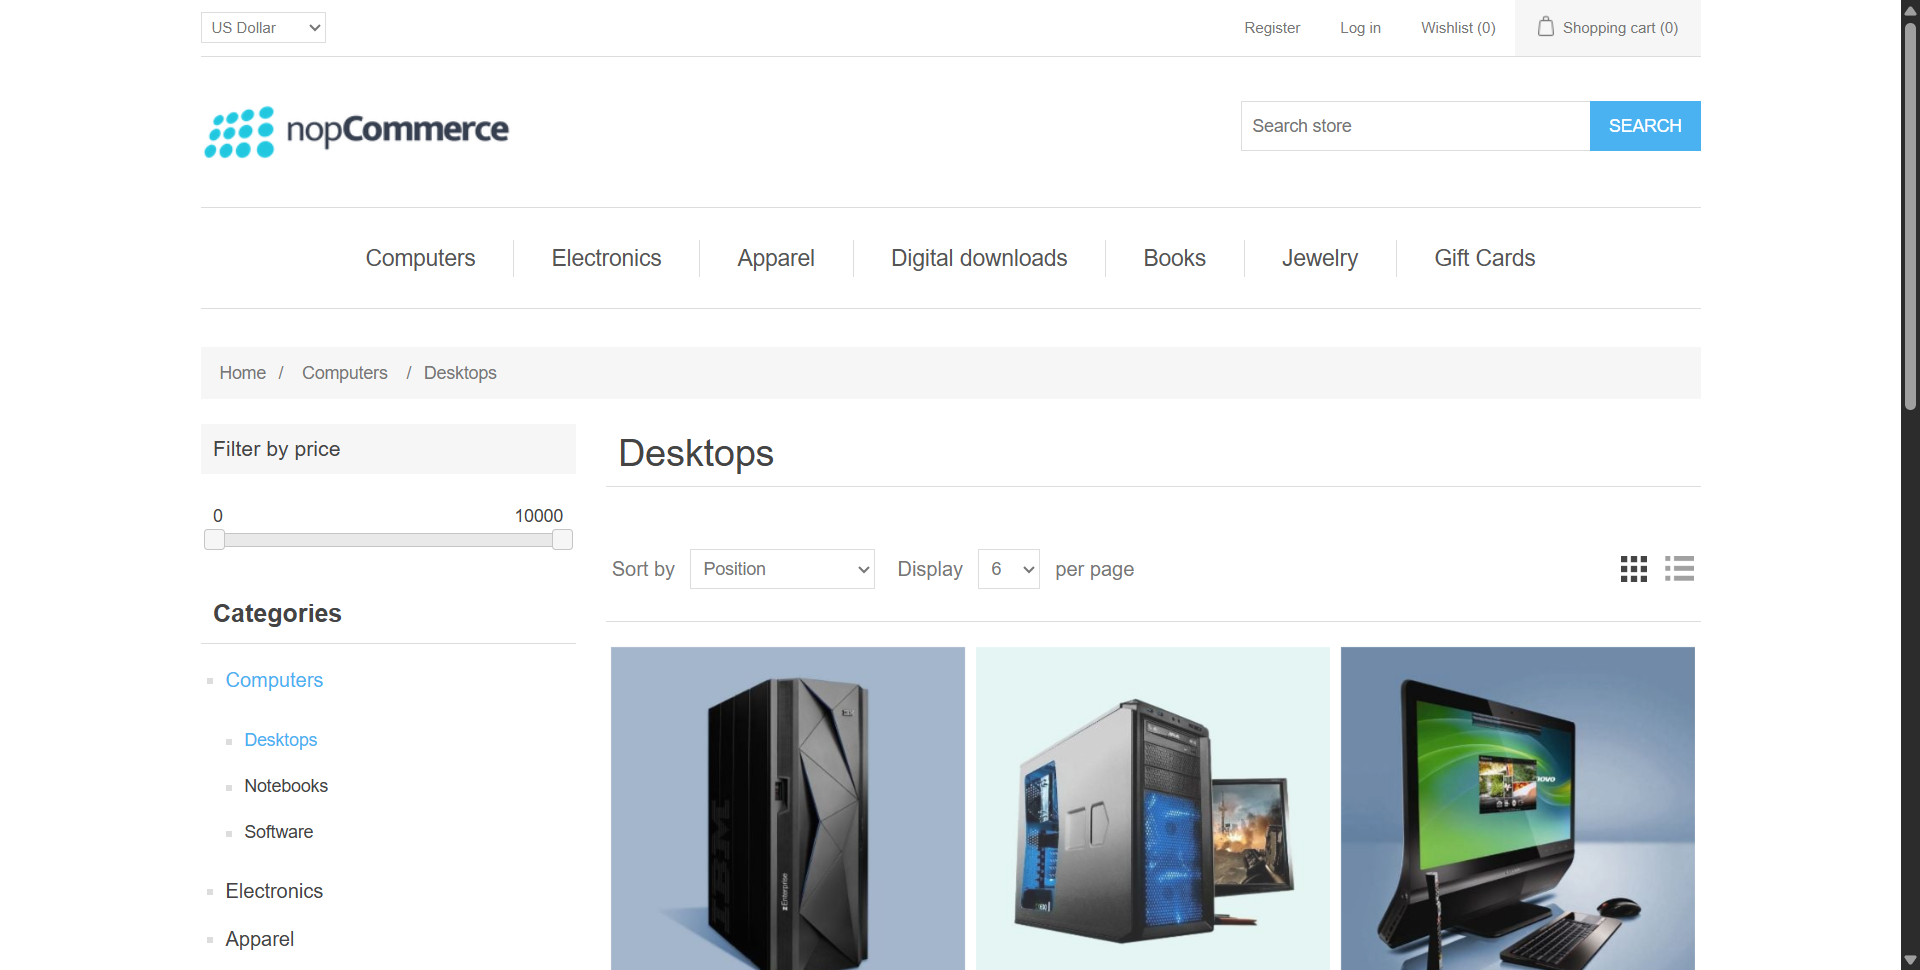 US Dollar
Register
Log in
Wishlist (0)
Shopping cart (0)
nopCommerce
Search store
SEARCH
Computers
Electronics
Apparel
Digital downloads
Books
Jewelry
Gift Cards
Home / Computers / Desktops
Filter by price
0
10000
Categories
Computers
Desktops
Notebooks
Software
Electronics
Apparel
Desktops
Sort by
Position
Display
6
per page
IBM
zEnterprise